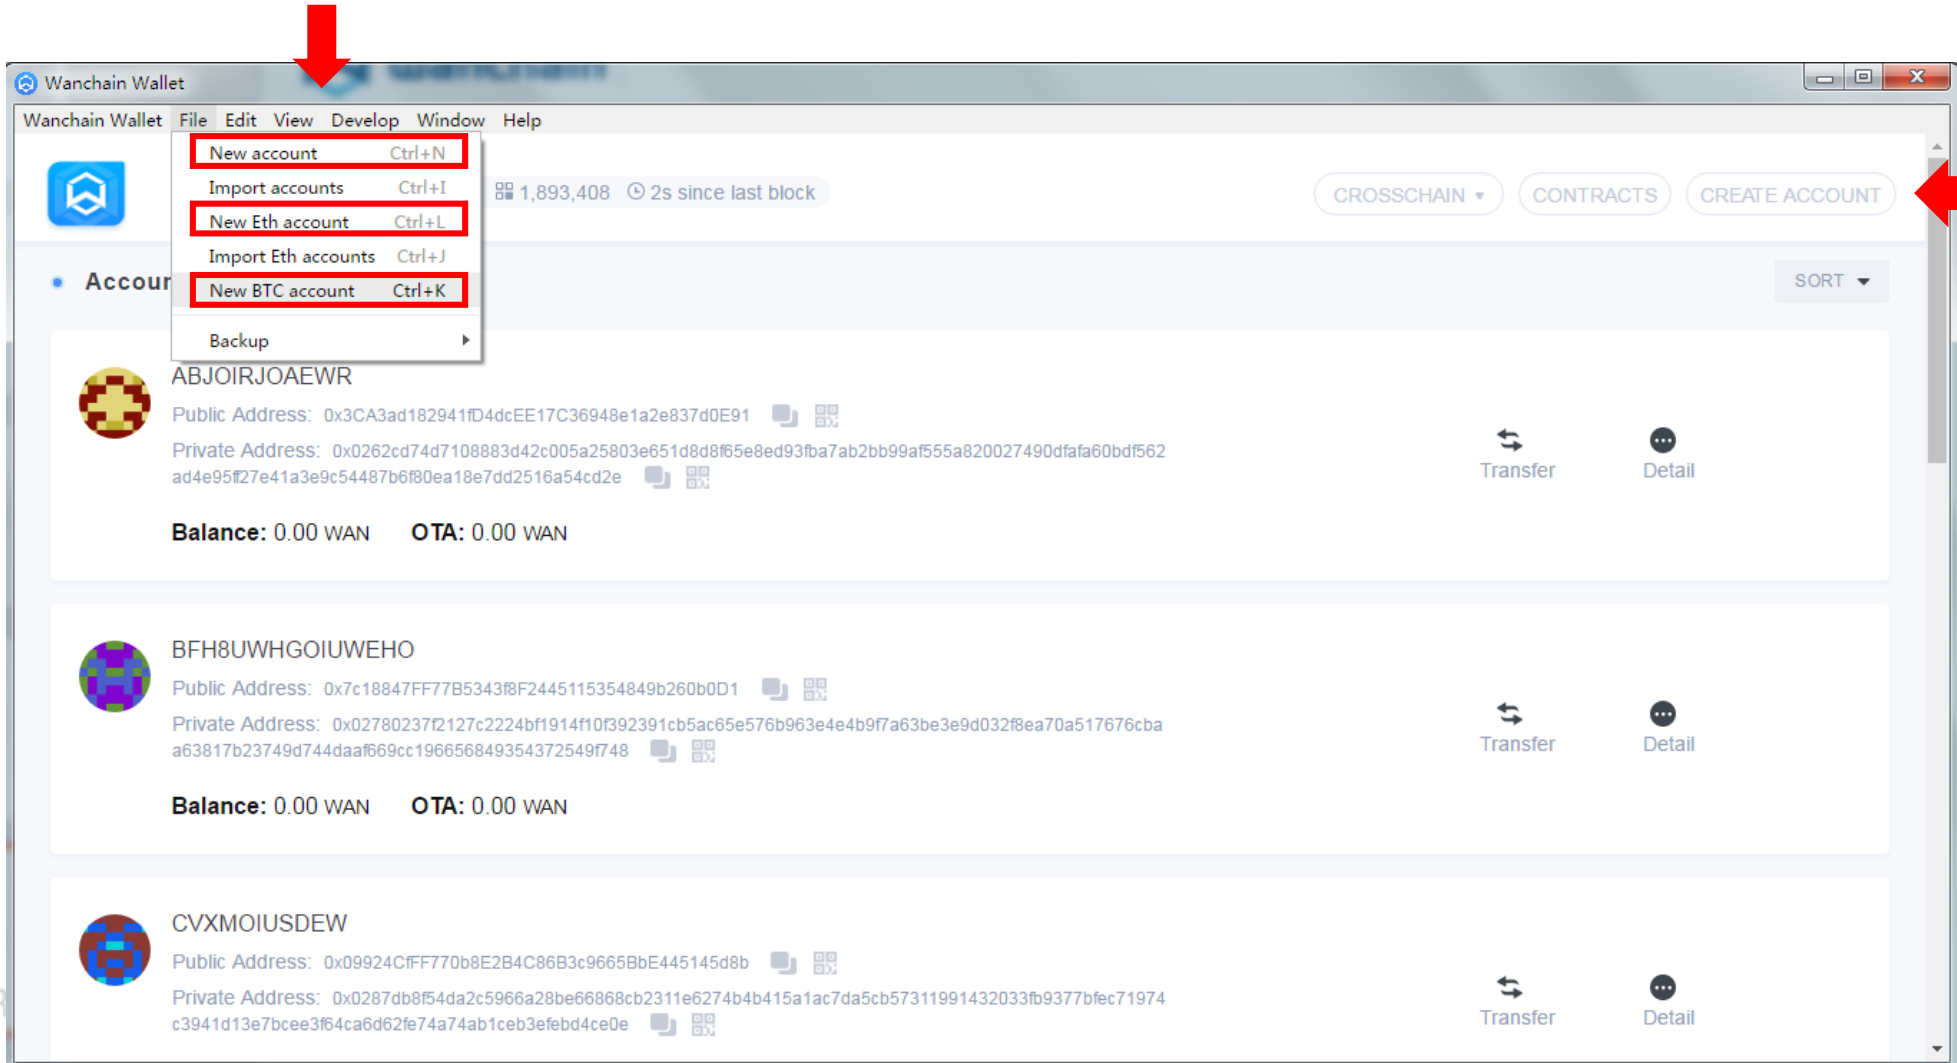 wanchain
Wanchain Wallet
Wanchain Wallet File Edit View Develop Window Help
New account Ctrl+N
Import accounts Ctrl+I
New Eth account Ctrl+L
Import Eth accounts Ctrl+J
New BTC account Ctrl+K
Backup
1,893,408 2s since last block
CROSSCHAIN CONTRACTS CREATE ACCOUNT
Accour
SORT
ABJOIRJOAEWR
Public Address: 0x3CA3ad182941fD4dcEE17C36948e1a2e837d0E91
Private Address: 0x0262cd74d7108883d42c005a25803e651d8d8f65e8ed93fba7ab2bb99af555a820027490dfafa60bdf562
ad4e95ff27e41a3e9c54487b6f80ea18e7dd2516a54cd2e
Transfer Detail
Balance: 0.00 WAN OTA: 0.00 WAN
BFH8UWHGOIUWEHO
Public Address: 0x7c18847FF77B5343f8F2445115354849b260b0D1
Private Address: 0x02780237f2127c2224bf1914f10f392391cb5ac65e576b963e4e4b9f7a63be3e9d032f8ea70a517676cba
a63817b23749d744daaf669cc196656849354372549f748
Transfer Detail
Balance: 0.00 WAN OTA: 0.00 WAN
CVXMOIUSDEW
Public Address: 0x09924CfFF770b8E2B4C86B3c9665BbE445145d8b
Private Address: 0x0287db8f54da2c5966a28be66868cb2311e6274b4b415a1ac7da5cb57311991432033fb9377bfec71974
c3941d13e7bcee3f64ca6d62fe74a74ab1ceb3efebd4ce0e
Transfer Detail